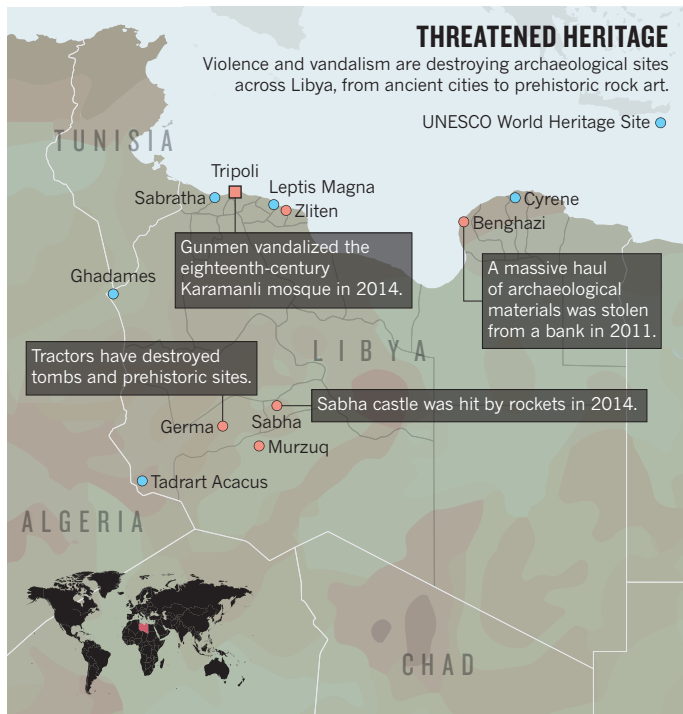 THREATENED HERITAGE
Violence and vandalism are destroying archaeological sites
across Libya, from ancient cities to prehistoric rock art.
UNESCO World Heritage Site
TUNISIA
Tripoli
Sabratha
Leptis Magna
Zliten
Cyrene
Benghazi
Gunmen vandalized the
eighteenth-century
Karamanli mosque in 2014.
A massive haul
of archaeological
materials was stolen
from a bank in 2011.
Ghadames
LIBYA
Tractors have destroyed
tombs and prehistoric sites.
Sabha castle was hit by rockets in 2014.
Germa
Sabha
Murzuq
Tadrart Acacus
ALGERIA
CHAD